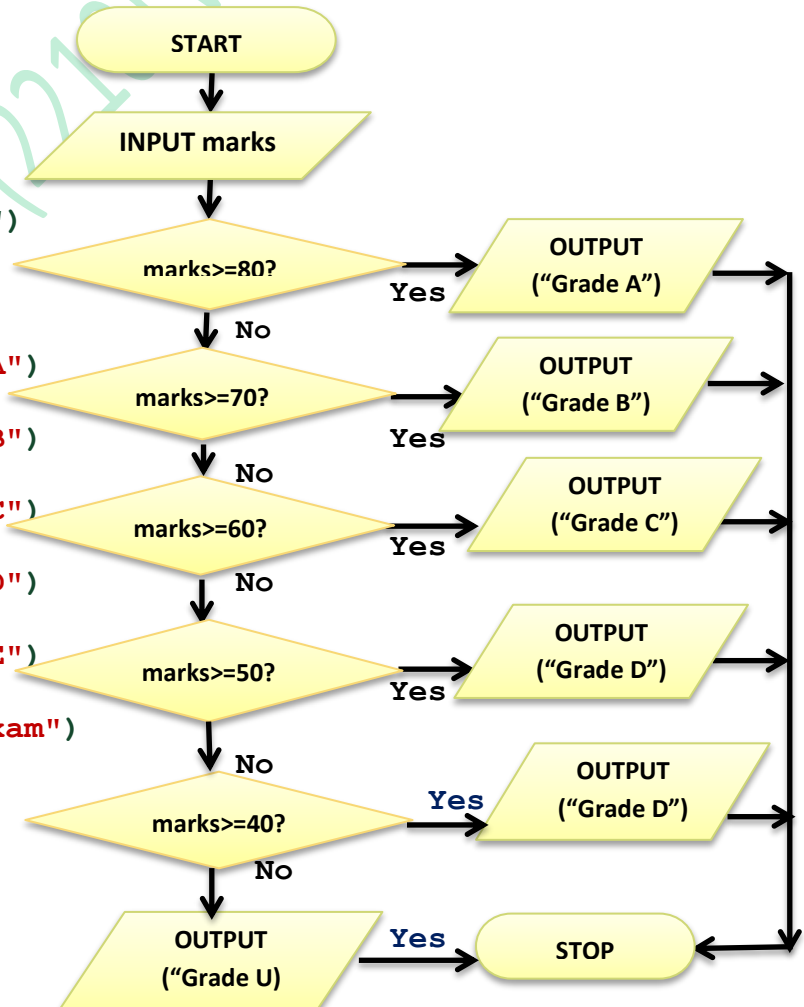 START
INPUT marks
")
marks>=80?
Yes
OUTPUT
(“Grade A”)
No
")
marks>=70?
Yes
OUTPUT
(“Grade B”)
")
No
")
marks>=60?
Yes
OUTPUT
(“Grade C”)
No
")
")
marks>=50?
Yes
OUTPUT
(“Grade D”)
am")
No
marks>=40?
Yes
OUTPUT
(“Grade D”)
No
OUTPUT
(“Grade U)
Yes
STOP